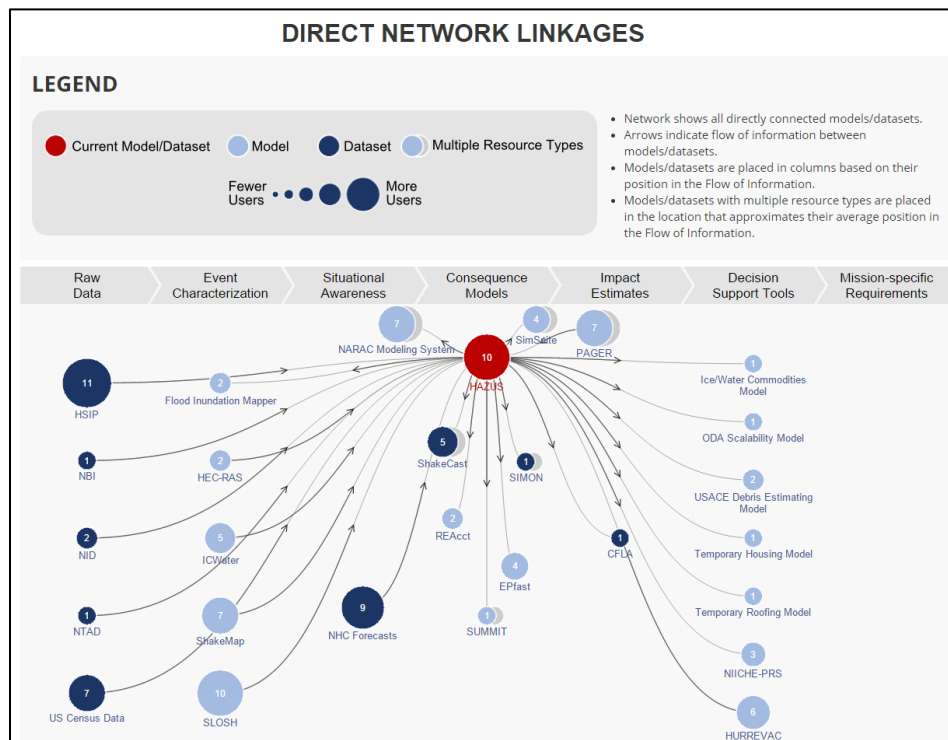 DIRECT NETWORK LINKAGES
LEGEND
Current Model/Dataset
Model
Dataset
Multiple Resource Types
Fewer
Users
More
Users
• Network shows all directly connected models/datasets.
• Arrows indicate flow of information between
models/datasets.
• Models/datasets are placed in columns based on their
position in the Flow of Information.
• Models/datasets with multiple resource types are placed
in the location that approximates their average position in
the Flow of Information.
Raw
Data
Event
Characterization
Situational
Awareness
Consequence
Models
Impact
Estimates
Decision
Support Tools
Mission-specific
Requirements
11
HSIP
1
NBI
2
NID
1
NTAD
7
US Census Data
2
Flood Inundation Mapper
2
HEC-RAS
5
ICWater
7
ShakeMap
10
SLOSH
7
NARAC Modeling System
9
NHC Forecasts
10
HAZUS
5
ShakeCast
2
REAcct
1
SUMMIT
4
SimSuite
1
SIMON
4
EPfast
7
PAGER
1
CFLA
1
Ice/Water Commodities
Model
1
ODA Scalability Model
2
USACE Debris Estimating
Model
1
Temporary Housing Model
1
Temporary Roofing Model
3
NIICHE-PRS
6
HURREVAC